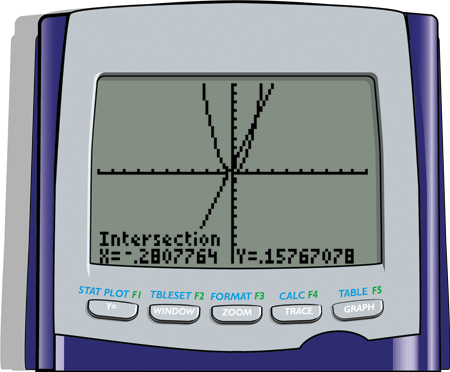 Intersection
X=-.2807764 Y=.15767078
STAT PLOT F1 TBLESET F2 FORMAT F3 CALC F4 TABLE F5
Y= WINDOW ZOOM TRACE GRAPH